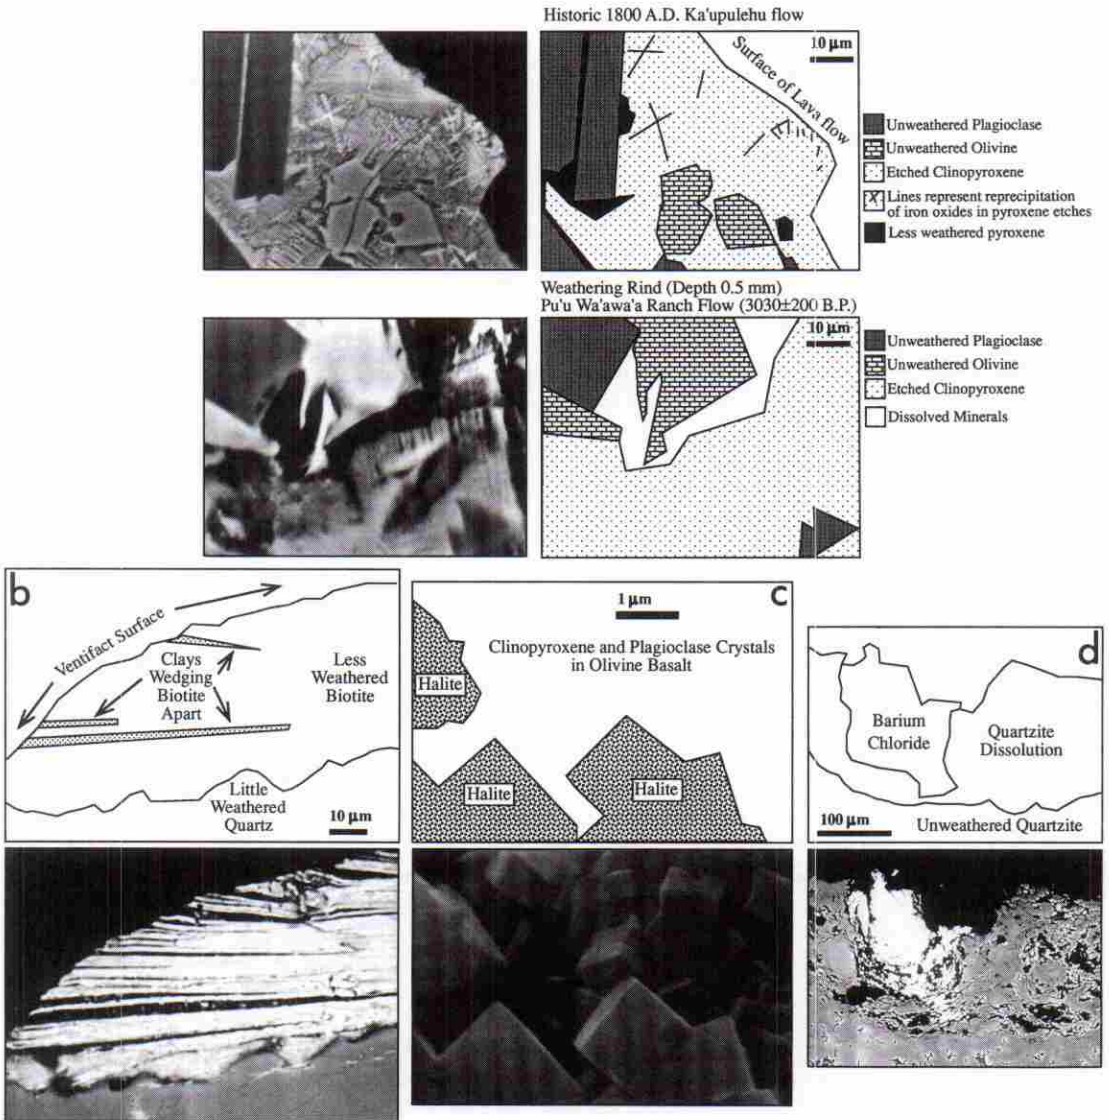 Historic 1800 A.D. Ka'upulehu flow
10 µm
Surface of Lava flow
Unweathered Plagioclase
Unweathered Olivine
Etched Clinopyroxene
Lines represent reprecipitation
of iron oxides in pyroxene etches
Less weathered pyroxene
Weathering Rind (Depth 0.5 mm)
Pu'u Wa'awa'a Ranch Flow (3030±200 B.P.)
10 µm
Unweathered Plagioclase
Unweathered Olivine
Etched Clinopyroxene
Dissolved Minerals
b
Ventifact Surface
Clays
Wedging
Biotite
Apart
Less
Weathered
Biotite
Little
Weathered
Quartz
10 µm
c
1 µm
Clinopyroxene and Plagioclase Crystals
in Olivine Basalt
Halite
Halite
Halite
d
Barium
Chloride
Quartzite
Dissolution
100 µm
Unweathered Quartzite